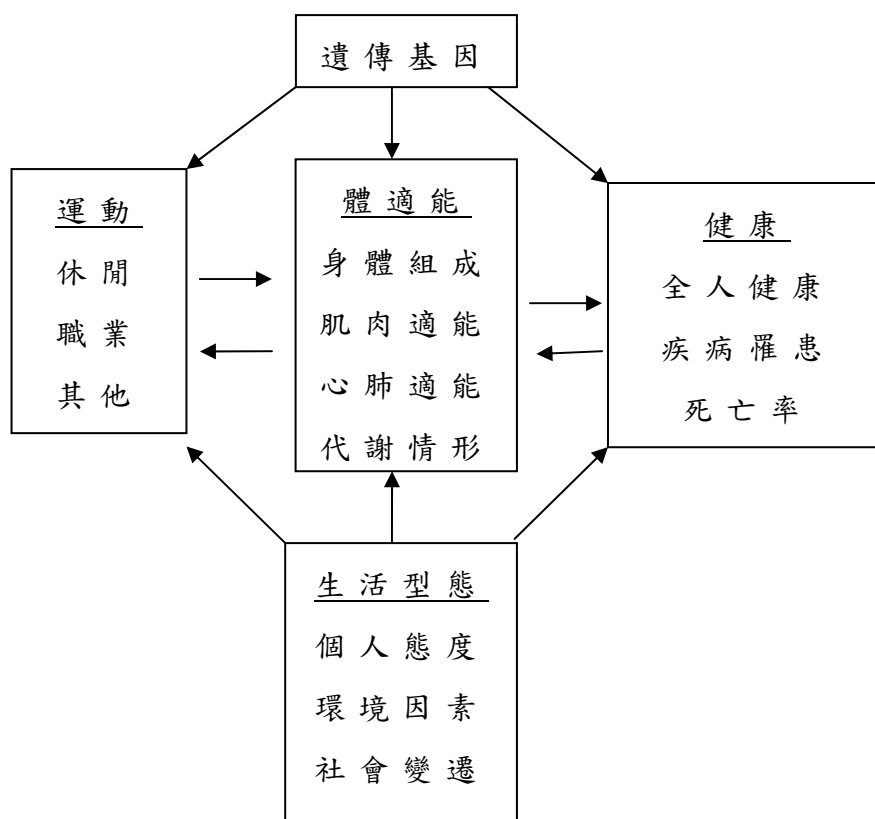 遺傳基因
運動
休閒
職業
其他
體適能
身體組成
肌肉適能
心肺適能
代謝情形
健康
全人健康
疾病罹患
死亡率
生活型態
個人態度
環境因素
社會變遷